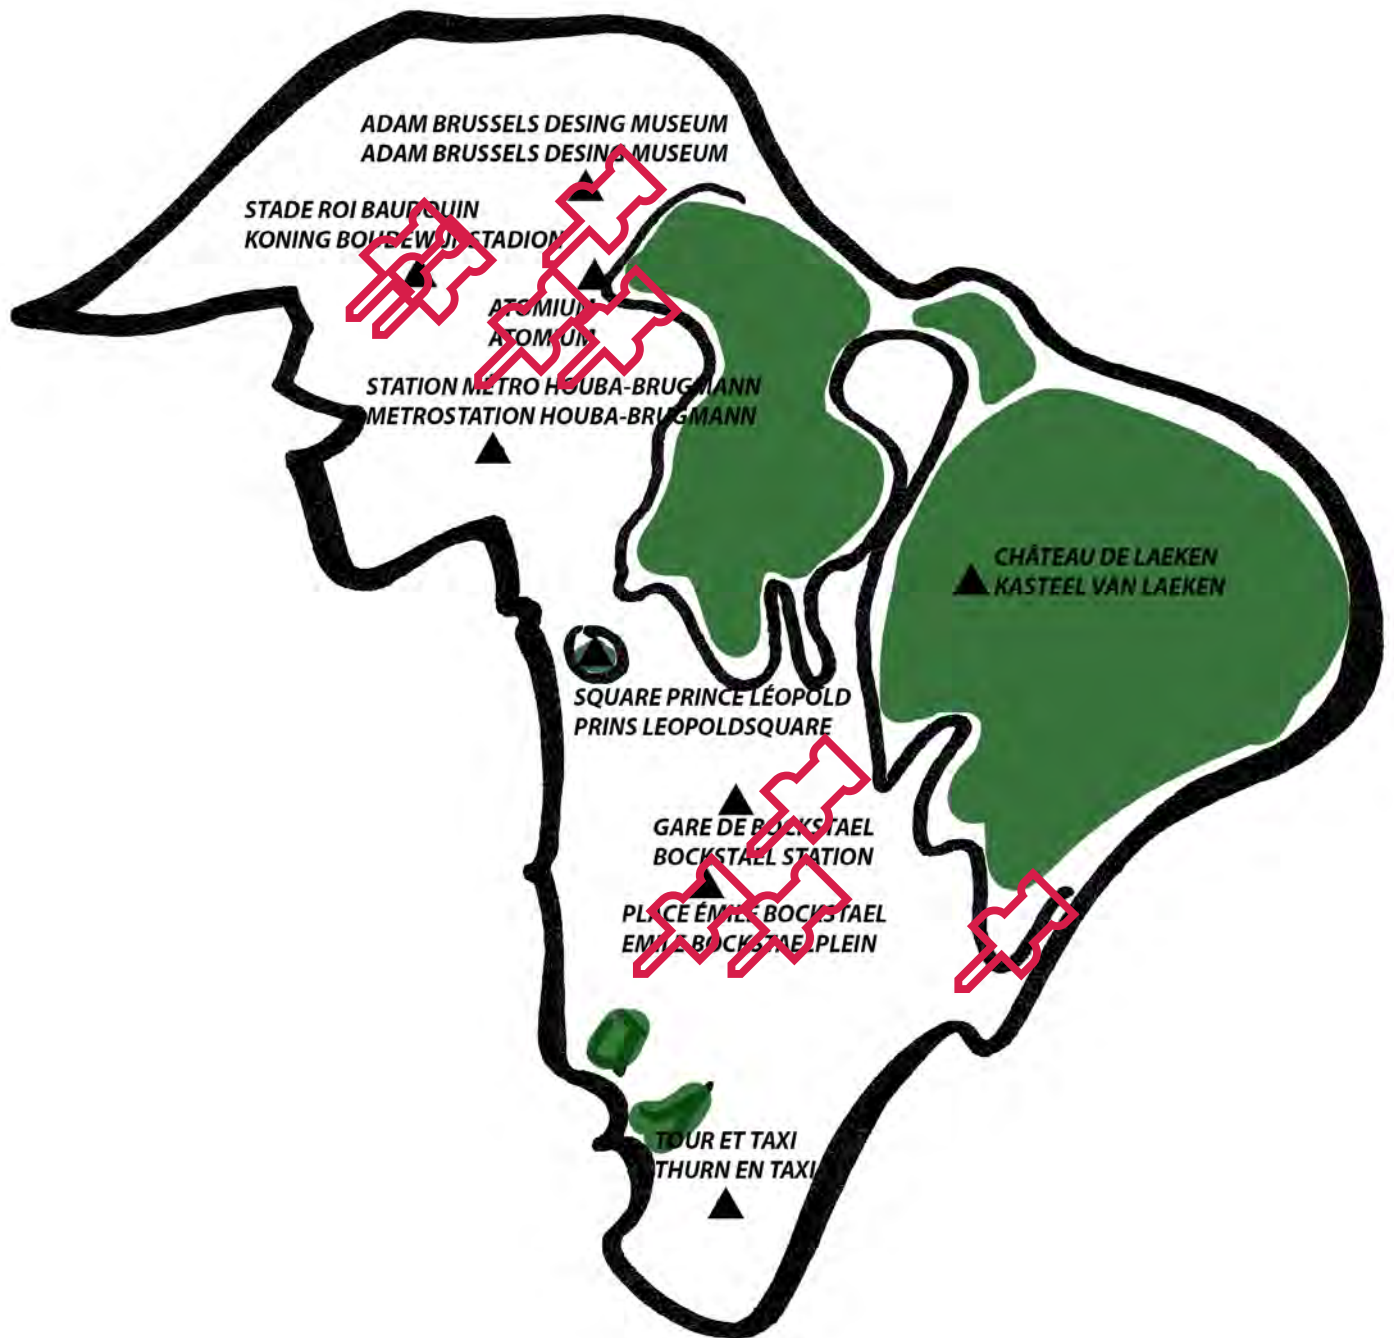 ADAM BRUSSELS DESING MUSEUM
ADAM BRUSSELS DESING MUSEUM
STADE ROI BAUDOUIN
KONING BOUDEWIJNSTADION
ATOMIUM
ATOMIUM
STATION MÉTRO HOUBA-BRUGMANN
METROSTATION HOUBA-BRUGMANN
CHÂTEAU DE LAEKEN
KASTEEL VAN LAEKEN
SQUARE PRINCE LÉOPOLD
PRINS LEOPOLDSQUARE
GARE DE BOCKSTAEL
BOCKSTAEL STATION
PLACE ÉMILE BOCKSTAEL
EMILE BOCKSTAELPLEIN
TOUR ET TAXI
THURN EN TAXI